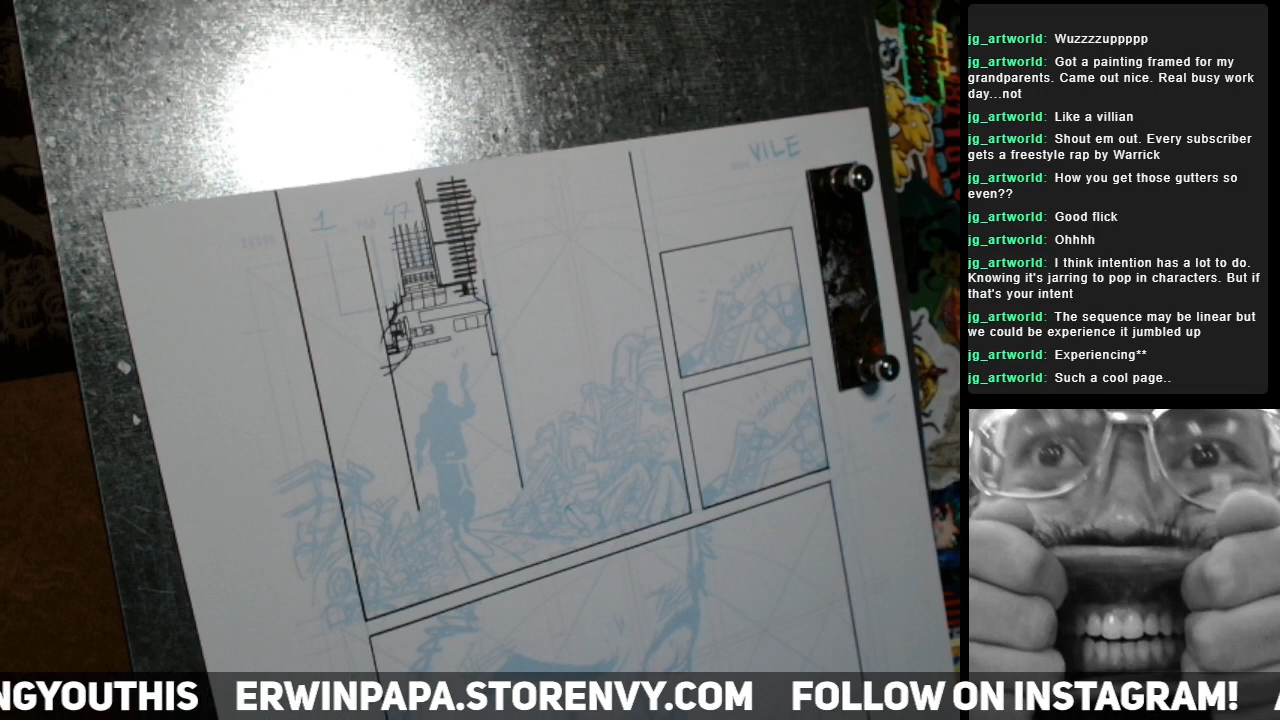 jg_artworld: Wuzzzzuppppp
jg_artworld: Got a painting framed for my
grandparents. Came out nice. Real busy work
day...not
jg_artworld: Like a villian
jg_artworld: Shout em out. Every subscriber
gets a freestyle rap by Warrick
jg_artworld: How you get those gutters so
even??
jg_artworld: Good flick
jg_artworld: Ohhhh
jg_artworld: I think intention has a lot to do.
Knowing it's jarring to pop in characters. But if
that's your intent
jg_artworld: The sequence may be linear but
we could be experience it jumbled up
jg_artworld: Experiencing**
jg_artworld: Such a cool page..
VILE
1
47
NGYOUTHIS ERWINPAPA.STORENVY.COM FOLLOW ON INSTAGRAM!